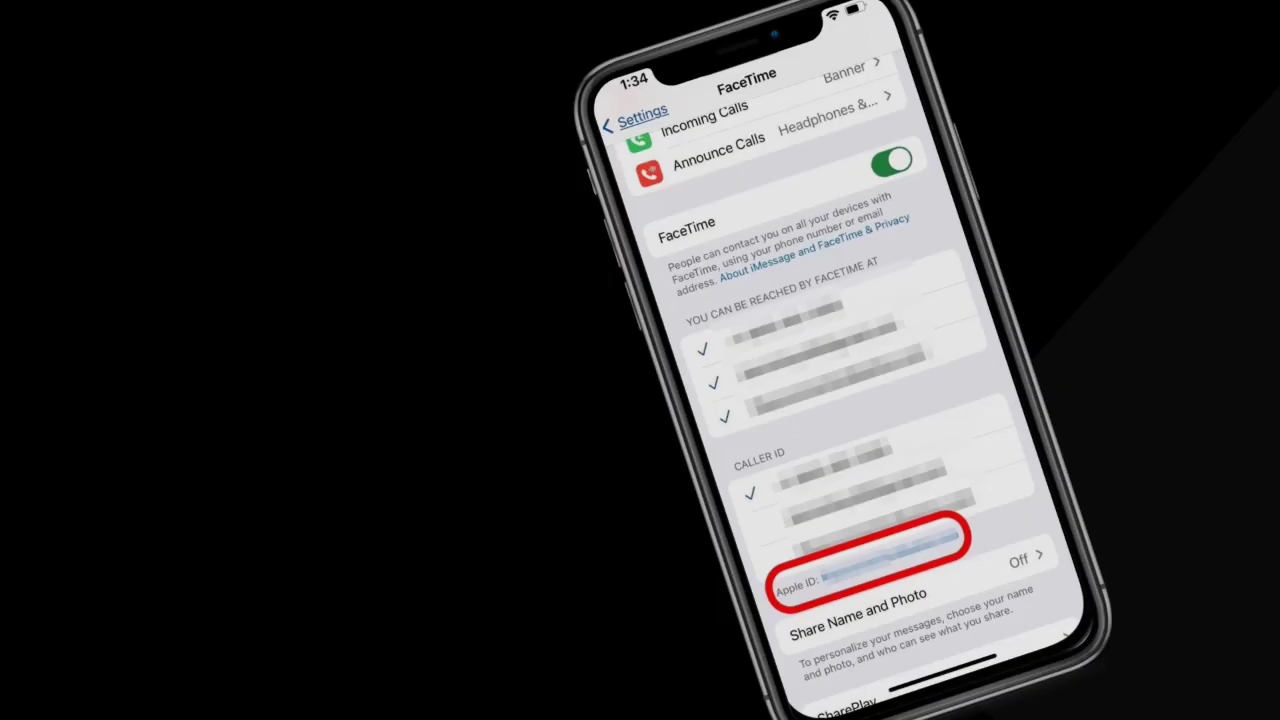 1:34
FaceTime
Settings
Incoming Calls
Banner
Announce Calls
Headphones &...
FaceTime
People can contact you on all your devices with
FaceTime, using your phone number or email
address. About iMessage and FaceTime & Privacy
YOU CAN BE REACHED BY FACETIME AT
CALLER ID
Apple ID:
Share Name and Photo
Off
To personalize your messages, choose your name
and photo, and who can see what you share.
SharePlay